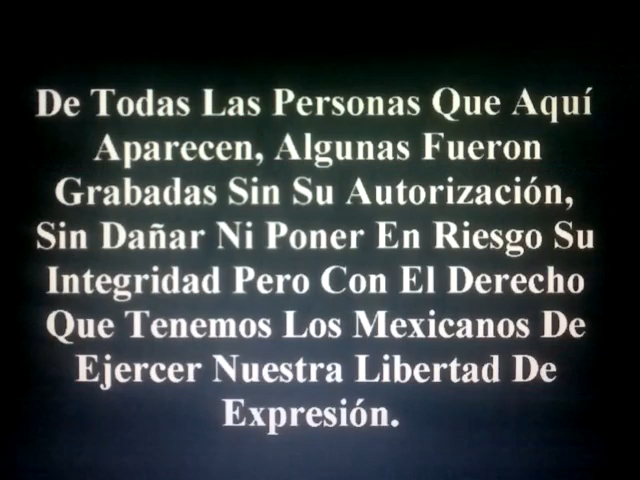 De Todas Las Personas Que Aquí
Aparecen, Algunas Fueron
Grabadas Sin Su Autorización,
Sin Dañar Ni Poner En Riesgo Su
Integridad Pero Con El Derecho
Que Tenemos Los Mexicanos De
Ejercer Nuestra Libertad De
Expresión.